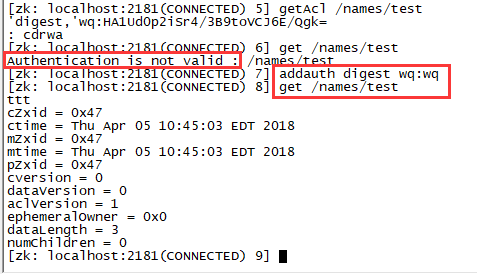 [zk: localhost:2181(CONNECTED) 5] getAcl /names/test
'digest,'wq:HA1Ud0p2iSr4/3B9toVCJ6E/Qgk=
: cdrwa
[zk: localhost:2181(CONNECTED) 6] get /names/test
Authentication is not valid : /names/test
[zk: localhost:2181(CONNECTED) 7] addauth digest wq:wq
[zk: localhost:2181(CONNECTED) 8] get /names/test
ttt
cZxid = 0x47
ctime = Thu Apr 05 10:45:03 EDT 2018
mZxid = 0x47
mtime = Thu Apr 05 10:45:03 EDT 2018
pZxid = 0x47
cversion = 0
dataVersion = 0
aclVersion = 1
ephemeralOwner = 0x0
dataLength = 3
numChildren = 0
[zk: localhost:2181(CONNECTED) 9]